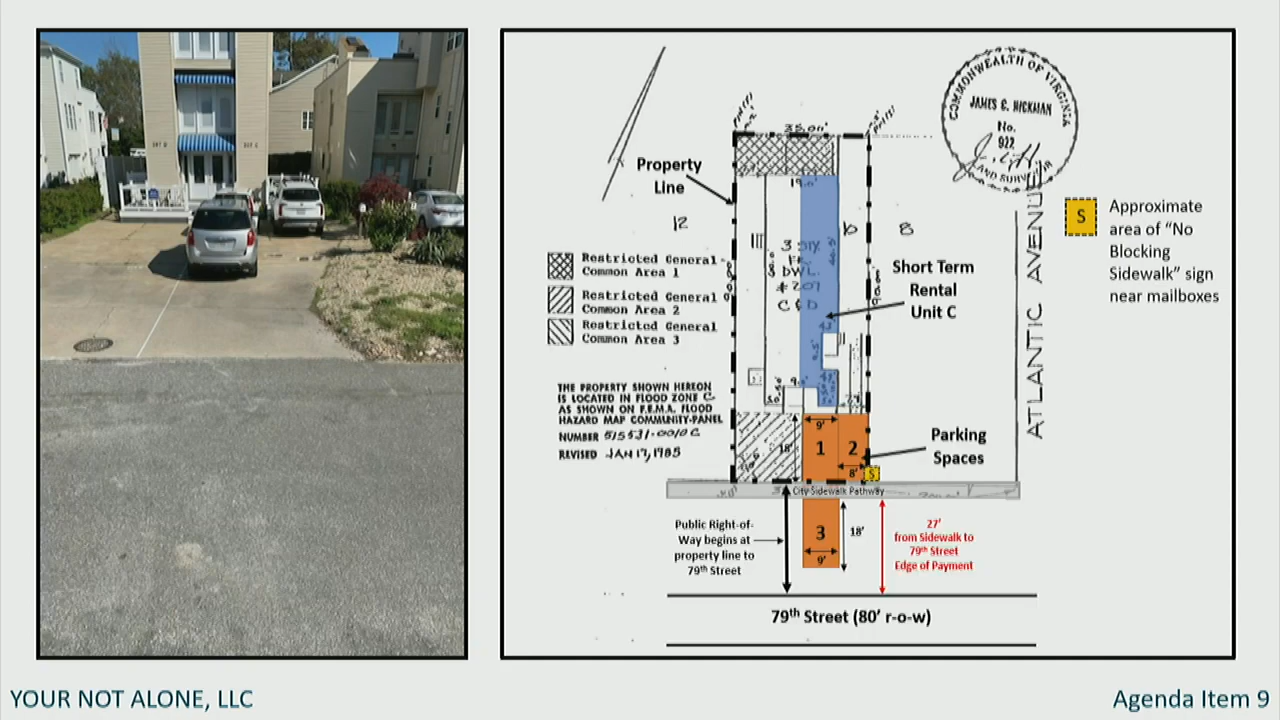 COMMONWEALTH OF VIRGINIA
JAMES C. HICKMAN
No.
922
LAND SURVEYOR
35.00'
Property
Line
12
8
Restricted General
Common Area 1
Restricted General
Common Area 2
Restricted General
Common Area 3
Short Term
Rental
Unit C
S
Approximate
area of "No
Blocking
Sidewalk" sign
near mailboxes
ATLANTIC AVENUE
THE PROPERTY SHOWN HEREON
IS LOCATED IN FLOOD ZONE C
AS SHOWN ON F.E.M.A. FLOOD
HAZARD MAP COMMUNITY-PANEL
NUMBER 515531-0010C
REVISED JAN 17, 1985
9'
18'
1
2
8'
S
Parking
Spaces
City Sidewalk Pathway
Public Right-of-
Way begins at
property line to
79th Street
3
9'
18'
27'
from Sidewalk to
79th Street
Edge of Payment
79th Street (80' r-o-w)
YOUR NOT ALONE, LLC
Agenda Item 9